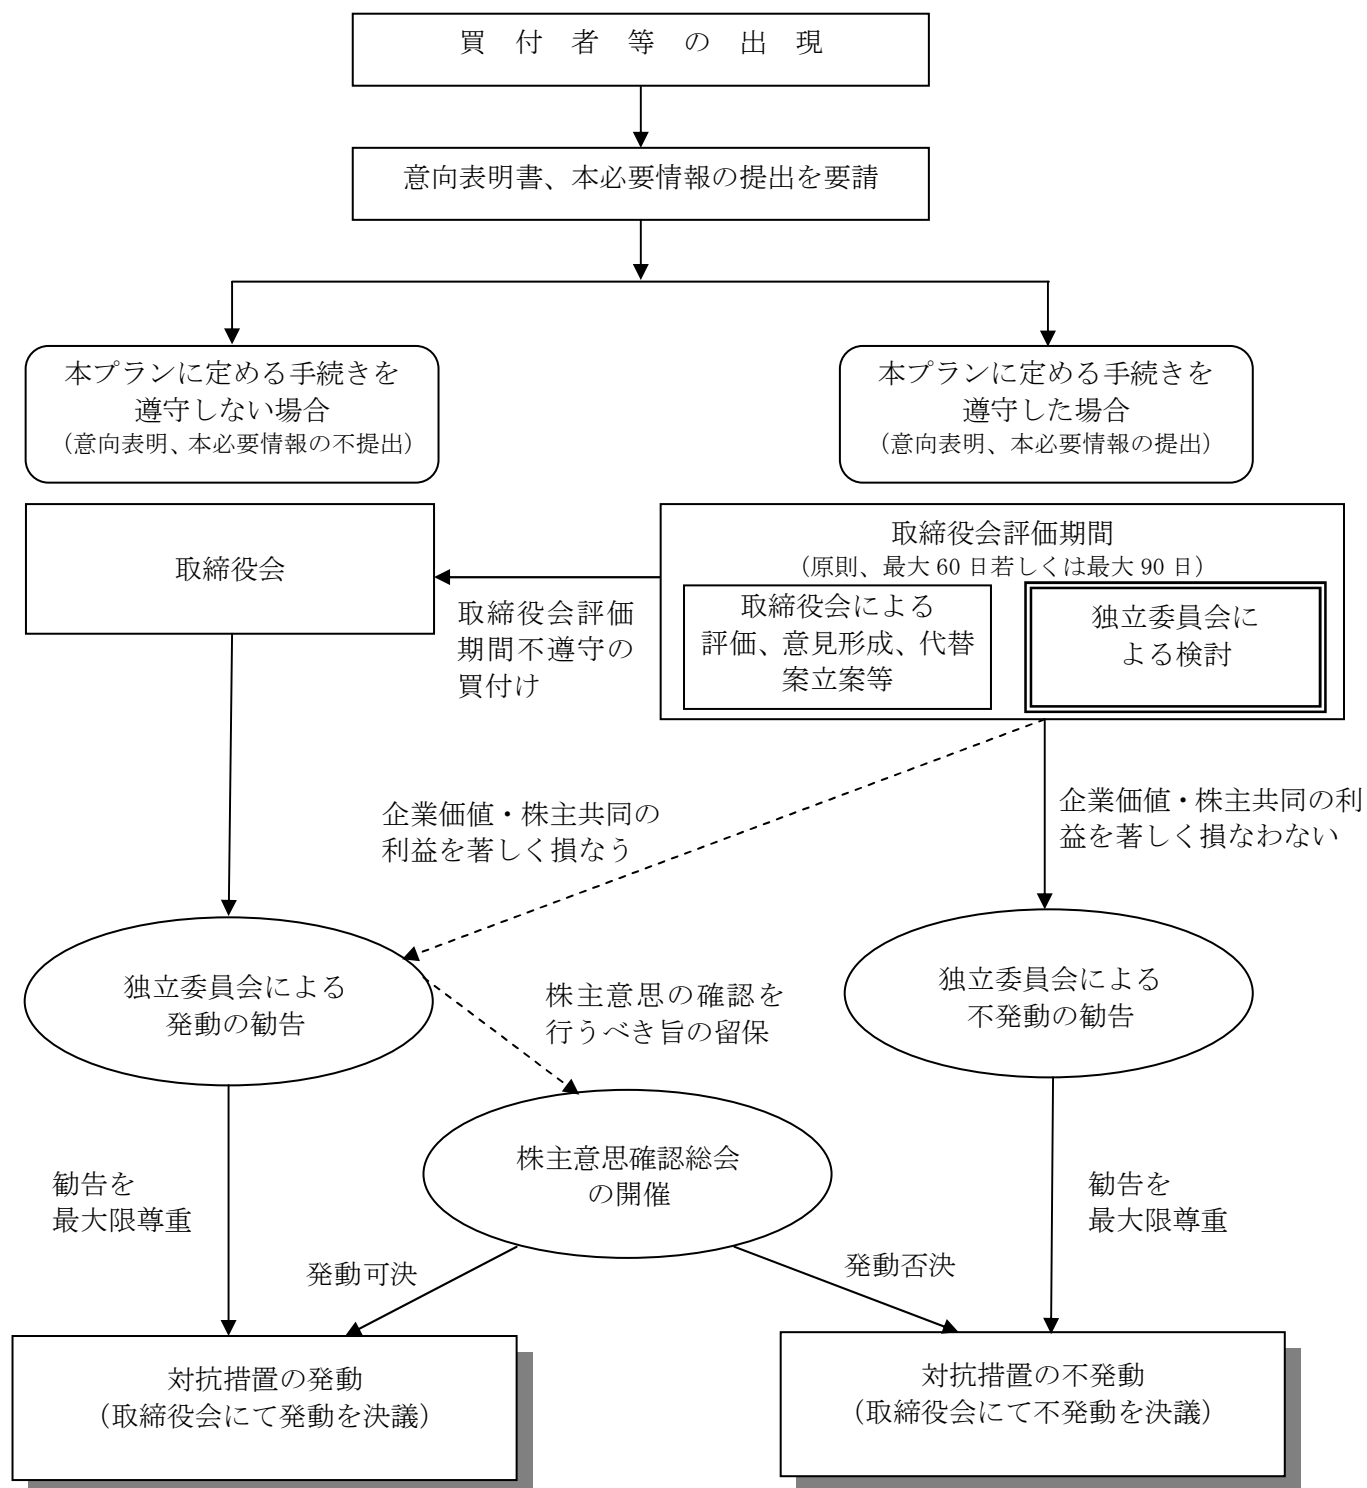 買付者等の出現
意向表明書、本必要情報の提出を要請
本プランに定める手続きを
遵守しない場合
（意向表明、本必要情報の不提出）
本プランに定める手続きを
遵守した場合
（意向表明、本必要情報の提出）
取締役会
取締役会評価期間
（原則、最大 60 日若しくは最大 90 日）
取締役会による
評価、意見形成、代替
案立案等
独立委員会に
よる検討
取締役会評価
期間不遵守の
買付け
企業価値・株主共同の
利益を著しく損なう
企業価値・株主共同の利
益を著しく損なわない
独立委員会による
発動の勧告
株主意思の確認を
行うべき旨の留保
独立委員会による
不発動の勧告
株主意思確認総会
の開催
勧告を
最大限尊重
勧告を
最大限尊重
発動可決
発動否決
対抗措置の発動
（取締役会にて発動を決議）
対抗措置の不発動
（取締役会にて不発動を決議）